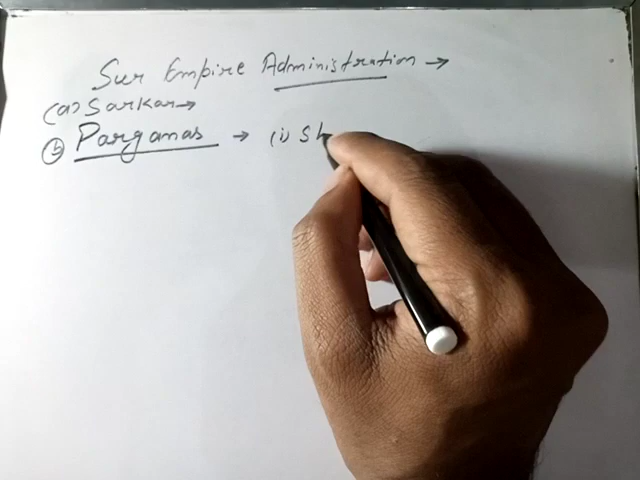 Sur Empire Administration →
(a) Sarkar →
(b) Parganas → (i) Sh